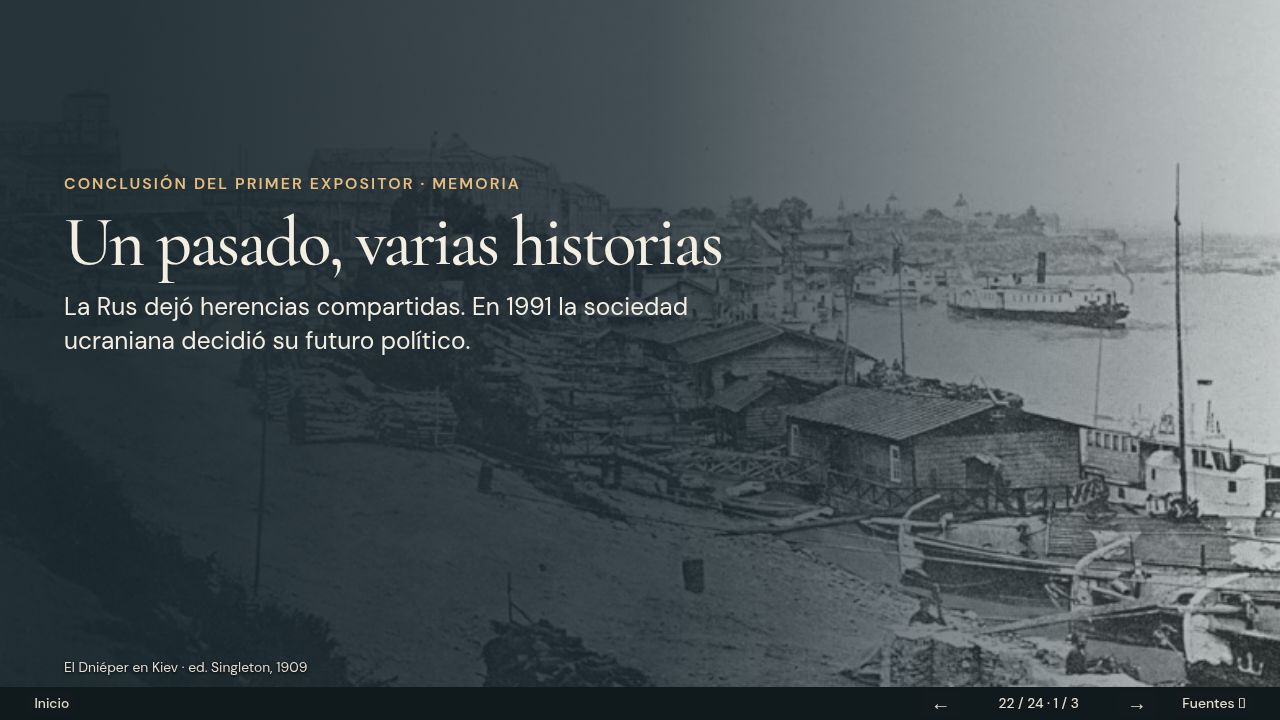 CONCLUSIÓN DEL PRIMER EXPOSITOR · MEMORIA
Un pasado, varias historias
La Rus dejó herencias compartidas. En 1991 la sociedad
ucraniana decidió su futuro político.
El Dniéper en Kiev · ed. Singleton, 1909
Inicio
← 22 / 24 · 1 / 3 → Fuentes